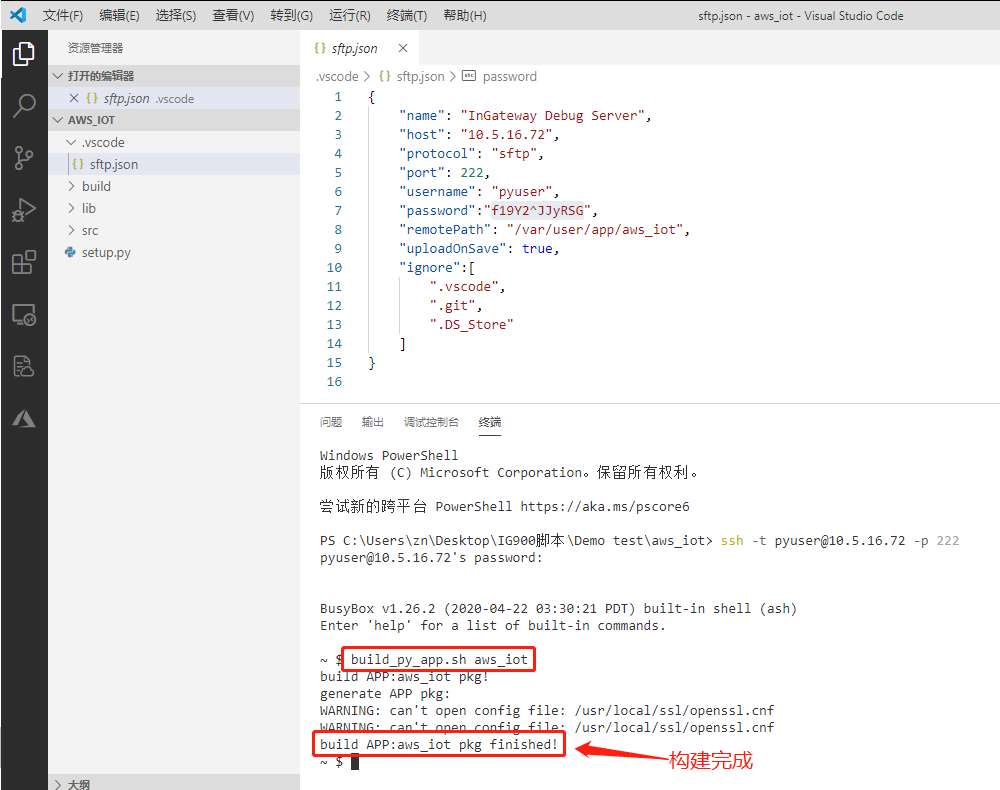 文件(F) 编辑(E) 选择(S) 查看(V) 转到(G) 运行(R) 终端(T) 帮助(H) sftp.json - aws_iot - Visual Studio Code
资源管理器
打开的编辑器
sftp.json .vscode
AWS_IOT
.vscode
sftp.json
build
lib
src
setup.py
大纲
{} sftp.json
.vscode > {} sftp.json > password
1 {
2 "name": "InGateway Debug Server",
3 "host": "10.5.16.72",
4 "protocol": "sftp",
5 "port": 222,
6 "username": "pyuser",
7 "password":"f19Y2^JJyRSG",
8 "remotePath": "/var/user/app/aws_iot",
9 "uploadOnSave": true,
10 "ignore":[
11 ".vscode",
12 ".git",
13 ".DS_Store"
14 ]
15 }
16
问题 输出 调试控制台 终端
Windows PowerShell
版权所有 (C) Microsoft Corporation。保留所有权利。
尝试新的跨平台 PowerShell https://aka.ms/pscore6
PS C:\Users\zn\Desktop\IG900脚本\Demo test\aws_iot> ssh -t pyuser@10.5.16.72 -p 222
pyuser@10.5.16.72's password:
BusyBox v1.26.2 (2020-04-22 03:30:21 PDT) built-in shell (ash)
Enter 'help' for a list of built-in commands.
~ $ build_py_app.sh aws_iot
build APP:aws_iot pkg!
generate APP pkg:
WARNING: can't open config file: /usr/local/ssl/openssl.cnf
WARNING: can't open config file: /usr/local/ssl/openssl.cnf
build APP:aws_iot pkg finished!
~ $
构建完成